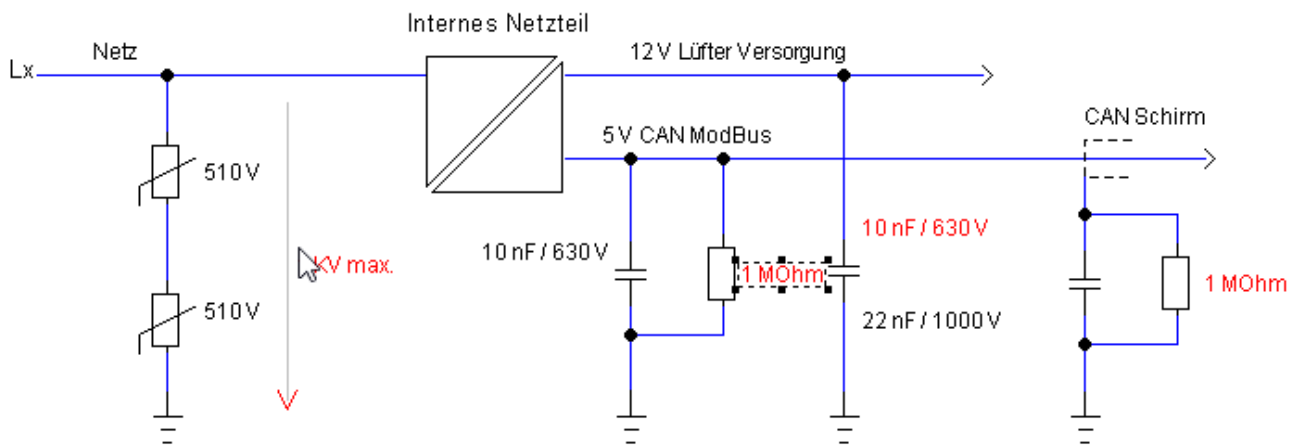 Internes Netzteil
Netz
12 V Lüfter Versorgung
Lx
CAN Schirm
5 V CAN ModBus
510 V
10 nF / 630 V
10 nF / 630 V
KV max.
1 MOhm
1 MOhm
510 V
22 nF / 1000 V